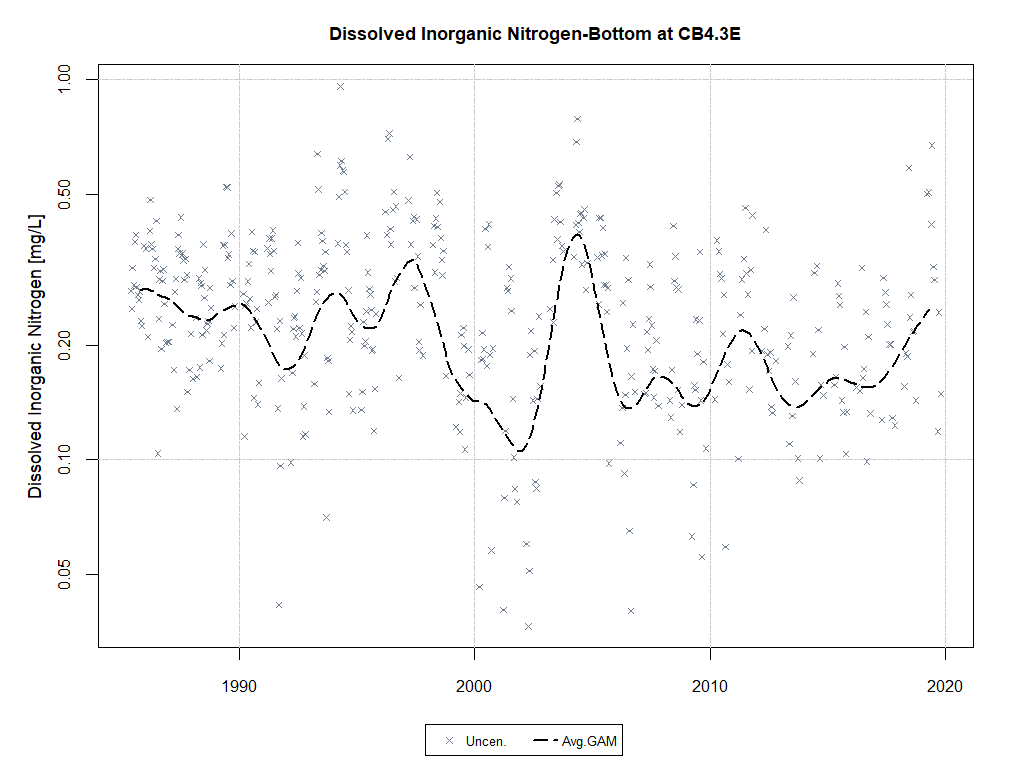 Dissolved Inorganic Nitrogen-Bottom at CB4.3E
Dissolved Inorganic Nitrogen [mg/L]
1.00
0.50
0.20
0.10
0.05
1990 2000 2010 2020
Uncen. Avg.GAM